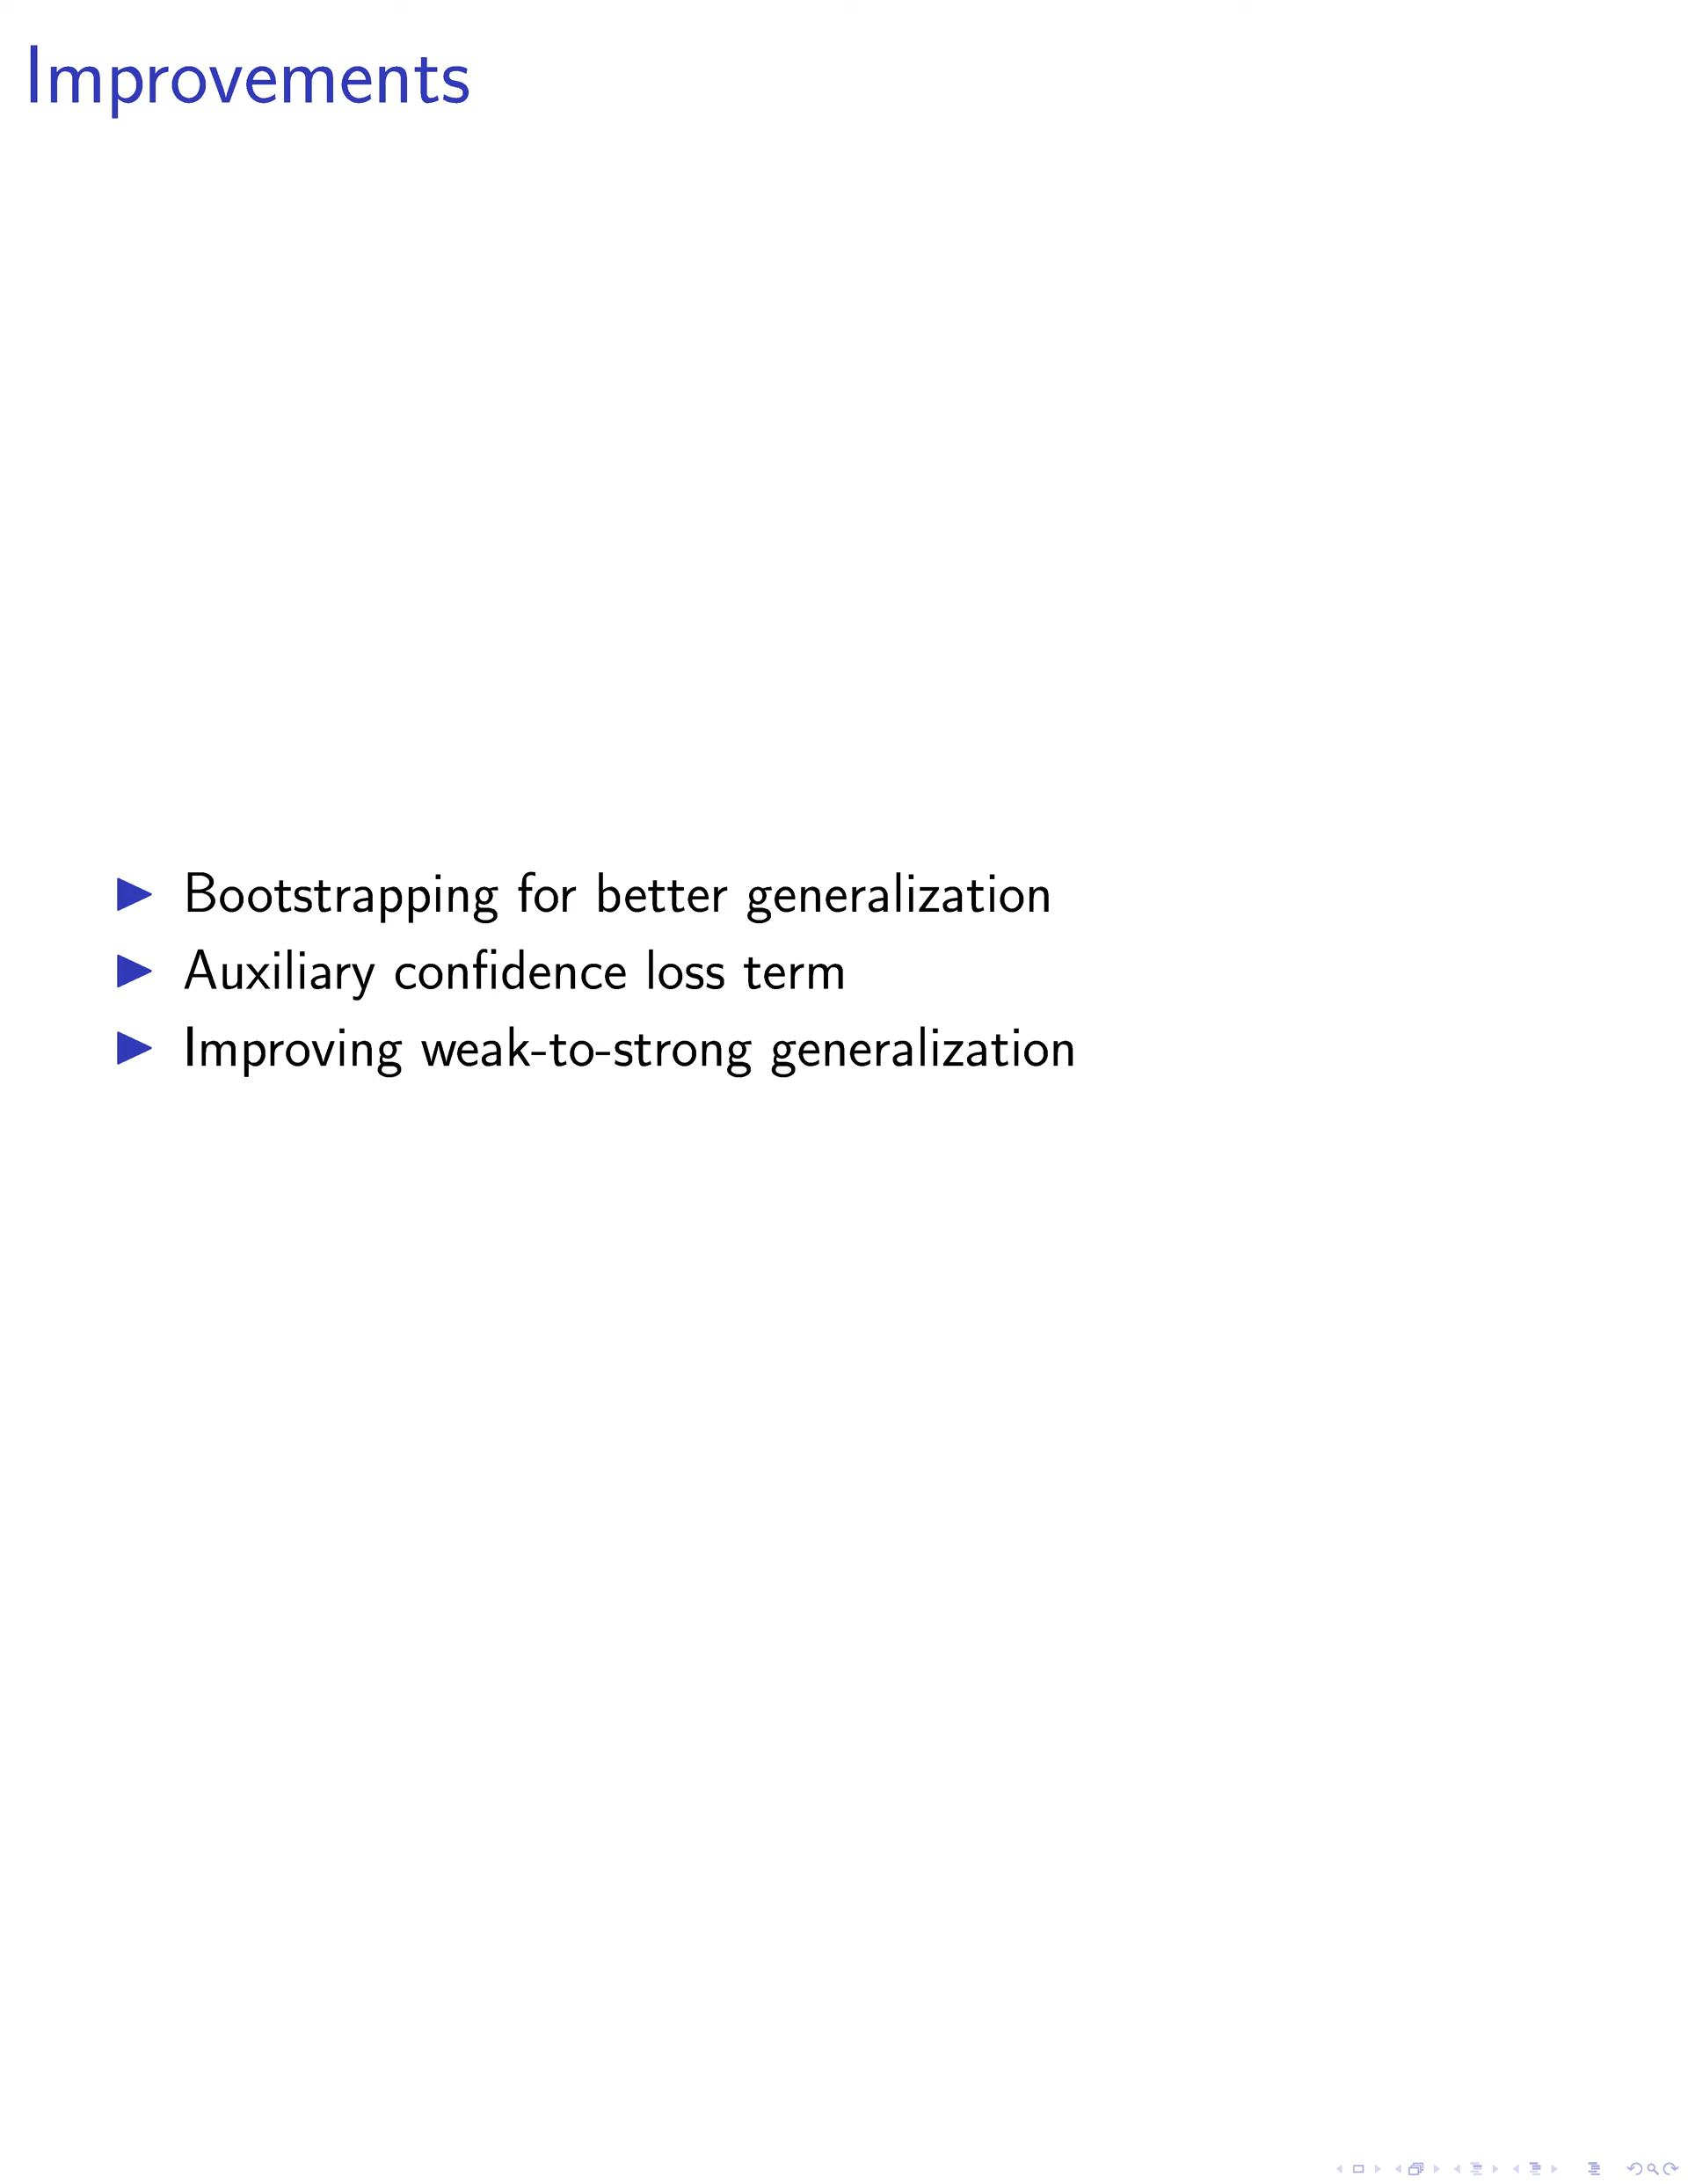 Improvements
Bootstrapping for better generalization
Auxiliary confidence loss term
Improving weak-to-strong generalization